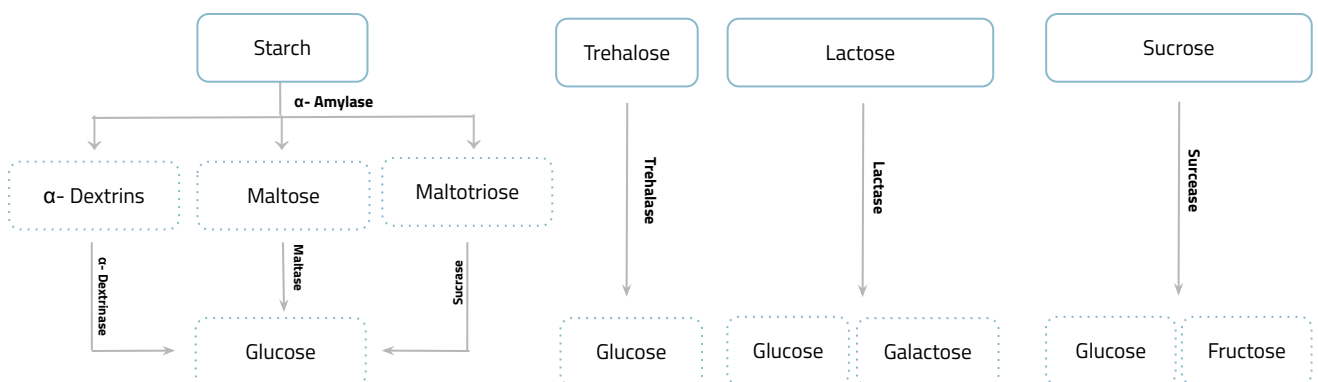 Starch
Trehalose
Lactose
Sucrose
α- Amylase
α- Dextrins
Maltose
Maltotriose
Trehalase
Lactase
Surcease
α- Dextrinase
Maltase
Sucrase
Glucose
Glucose
Glucose
Galactose
Glucose
Fructose